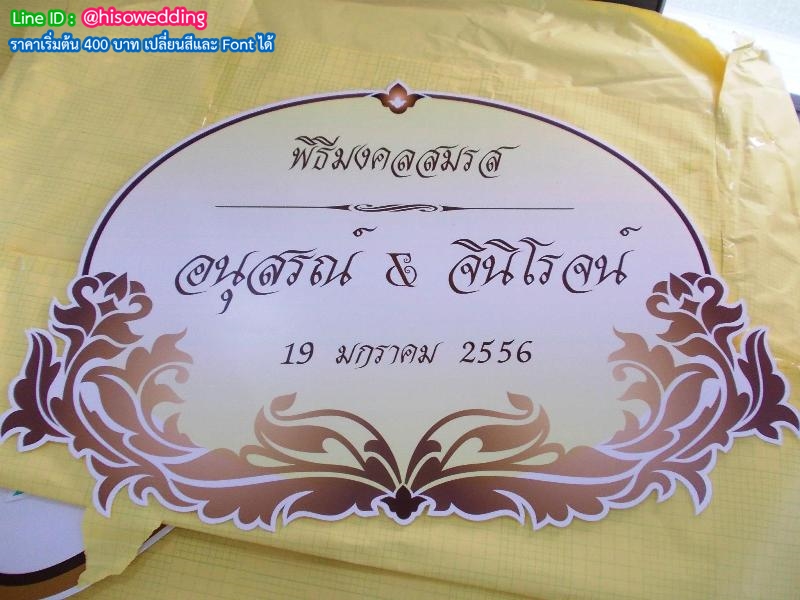 Line ID : @hisowedding
ราคาเริ่มต้น 400 บาท เปลี่ยนสีและ Font ได้
พิธีมงคลสมรส
อนุสรณ์ & จินิโรจน์
19 มกราคม 2556